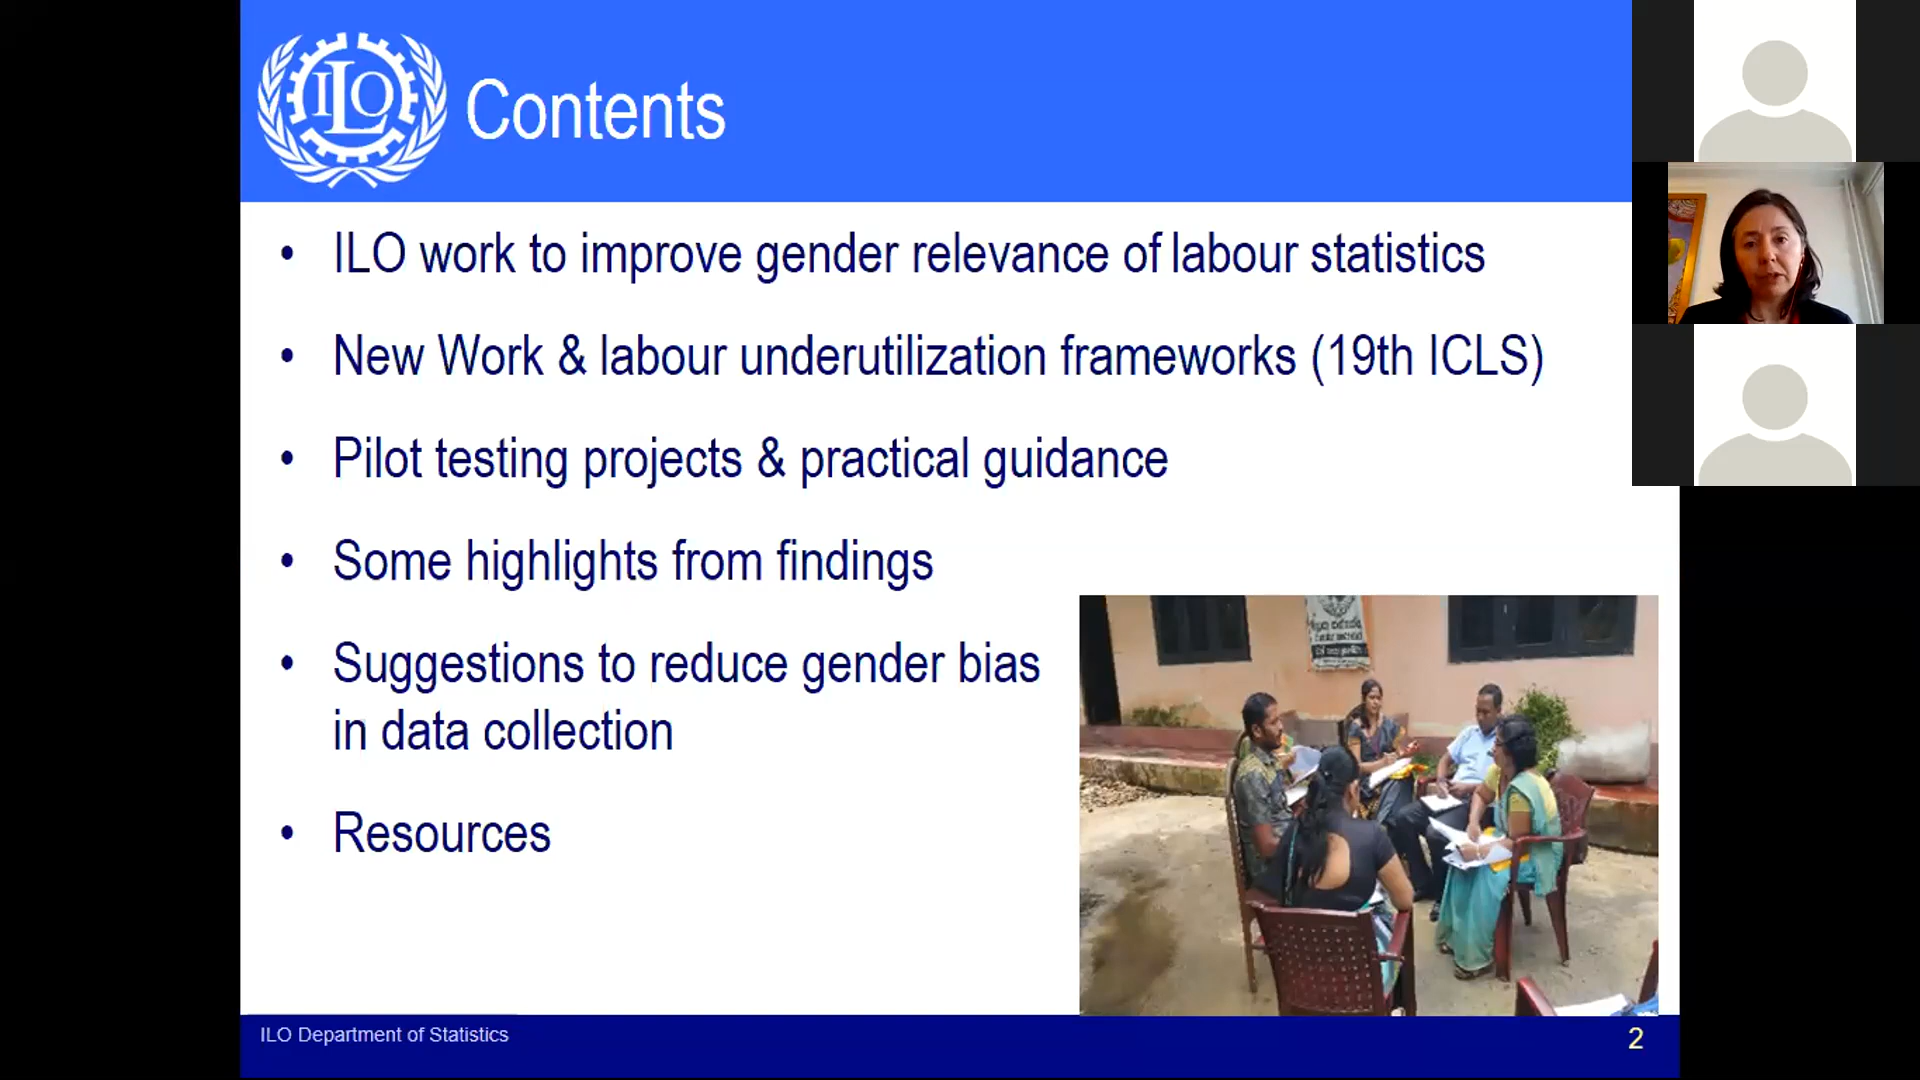 ILO
Contents
• ILO work to improve gender relevance of labour statistics
• New Work & labour underutilization frameworks (19th ICLS)
• Pilot testing projects & practical guidance
• Some highlights from findings
• Suggestions to reduce gender bias
in data collection
• Resources
ILO Department of Statistics
2